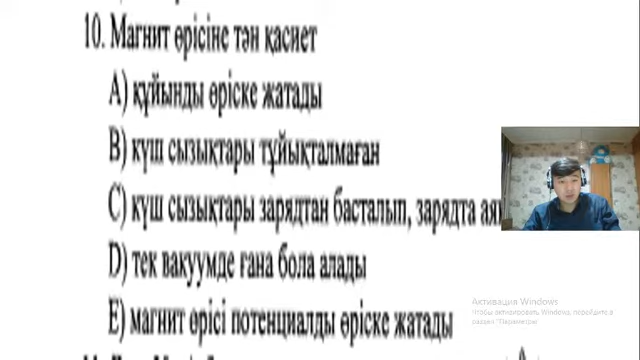 10. Магнит өрісіне тән қасиет
A) құйынды өріске жатады
B) күш сызықтары тұйықталмаған
C) күш сызықтары зарядтан басталып, зарядта
D) тек вакуумде ғана бола алады
E) магнит өрісі потенциалды өріске жатады
Активация Windows
Чтобы активировать Windows, перейдите в
раздел "Параметры